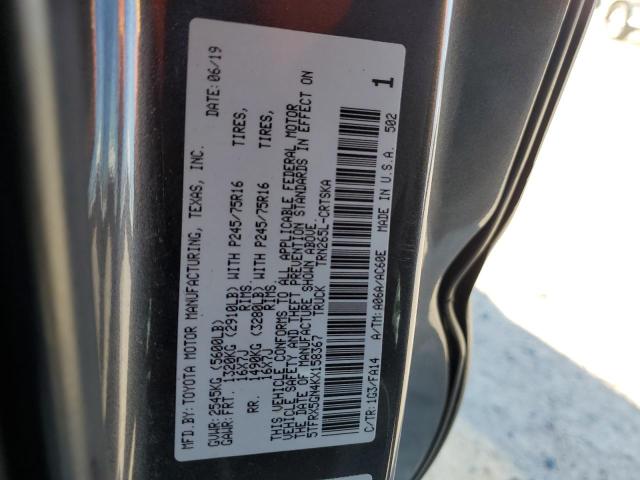 MFD.BY: TOYOTA MOTOR MANUFACTURING, TEXAS, INC. DATE: 06/19
GVWR: 2545KG (5600LB)
GAWR: FRT. 1320KG (2910LB) WITH P245/75R16 TIRES,
16X7J RIMS,
RR. 1490KG (3280LB) WITH P245/75R16 TIRES,
16X7J RIMS,
THIS VEHICLE CONFORMS TO ALL APPLICABLE FEDERAL MOTOR
VEHICLE SAFETY AND THEFT PREVENTION STANDARDS IN EFFECT ON
THE DATE OF MANUFACTURE SHOWN ABOVE.
5TFRX5GN4KX158367 TRUCK TRN265L-CRTSKA 1
C/TR: 1G3/FA14 A/TM: A06A/AC60E MADE IN U.S.A. 502